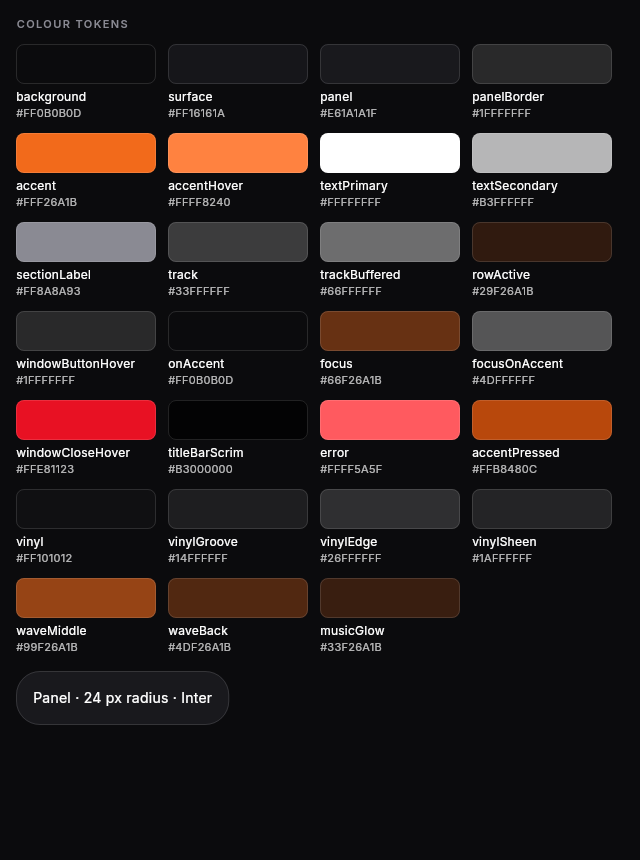 COLOUR TOKENS
background surface panel panelBorder
#FF0B0B0D #FF16161A #E61A1A1F #1FFFFFFF
accent accentHover textPrimary textSecondary
#FFF26A1B #FFFF8240 #FFFFFFFF #B3FFFFFF
sectionLabel track trackBuffered rowActive
#FF8A8A93 #33FFFFFF #66FFFFFF #29F26A1B
windowButtonHover onAccent focus focusOnAccent
#1FFFFFFF #FF0B0B0D #66F26A1B #4DFFFFFF
windowCloseHover titleBarScrim error accentPressed
#FFE81123 #B3000000 #FFFF5A5F #FFB8480C
vinyl vinylGroove vinylEdge vinylSheen
#FF101012 #14FFFFFF #26FFFFFF #1AFFFFFF
waveMiddle waveBack musicGlow
#99F26A1B #4DF26A1B #33F26A1B
Panel · 24 px radius · Inter